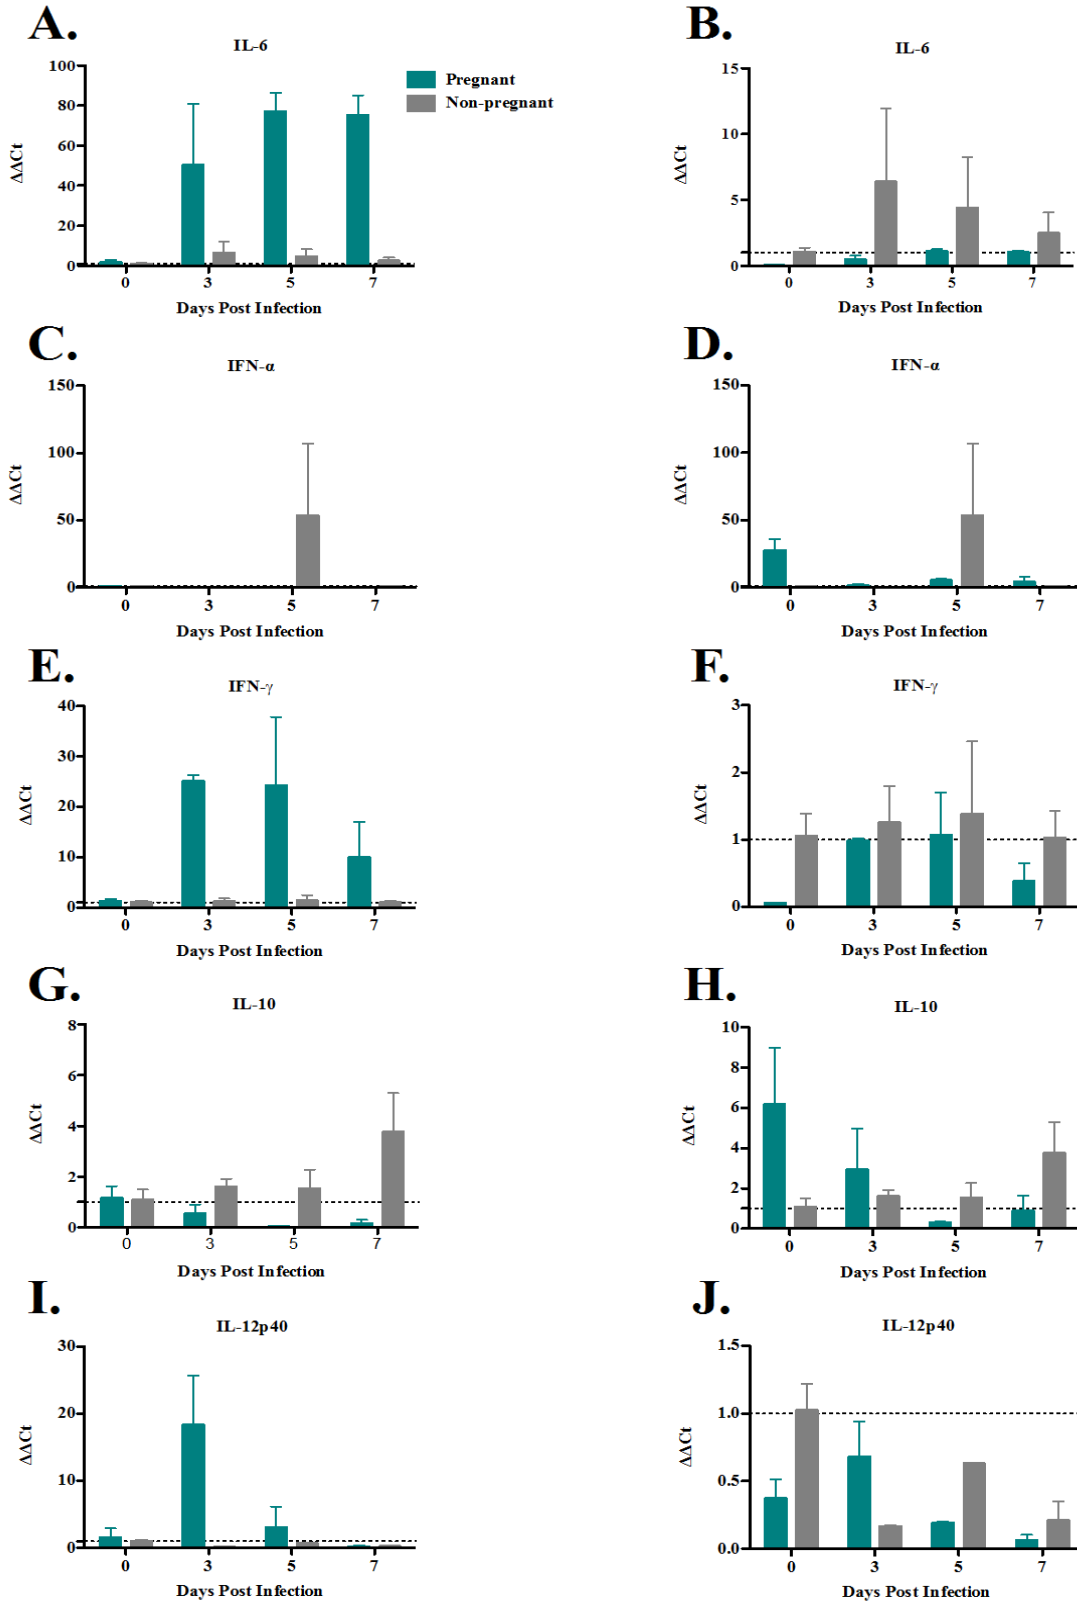 A.
IL-6
100
80
60
40
20
0
ΔΔCt
0 3 5 7
Days Post Infection
Pregnant
Non-pregnant
B.
IL-6
15
10
5
0
ΔΔCt
0 3 5 7
Days Post Infection
C.
IFN-α
150
100
50
0
ΔΔCt
0 3 5 7
Days Post Infection
D.
IFN-α
150
100
50
0
ΔΔCt
0 3 5 7
Days Post Infection
E.
IFN-γ
40
30
20
10
0
ΔΔCt
0 3 5 7
Days Post Infection
F.
IFN-γ
3
2
1
0
ΔΔCt
0 3 5 7
Days Post Infection
G.
IL-10
8
6
4
2
0
ΔΔCt
0 3 5 7
Days Post Infection
H.
IL-10
10
8
6
4
2
0
ΔΔCt
0 3 5 7
Days Post Infection
I.
IL-12p40
30
20
10
0
ΔΔCt
0 3 5 7
Days Post Infection
J.
IL-12p40
1.5
1.0
0.5
0.0
ΔΔCt
0 3 5 7
Days Post Infection